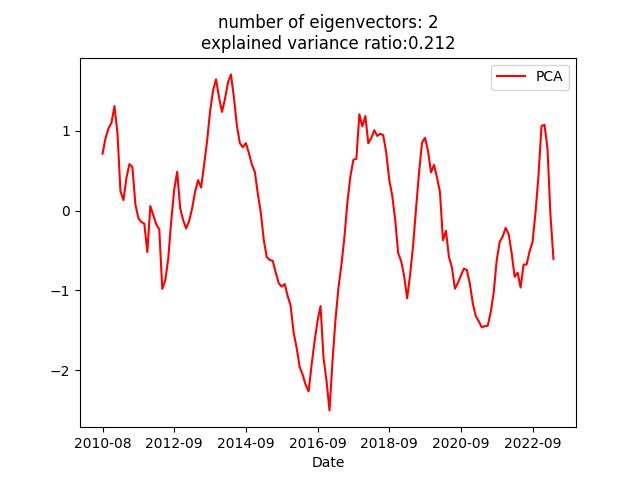 number of eigenvectors: 2
explained variance ratio:0.212
PCA
1
0
−1
−2
2010-08 2012-09 2014-09 2016-09 2018-09 2020-09 2022-09
Date